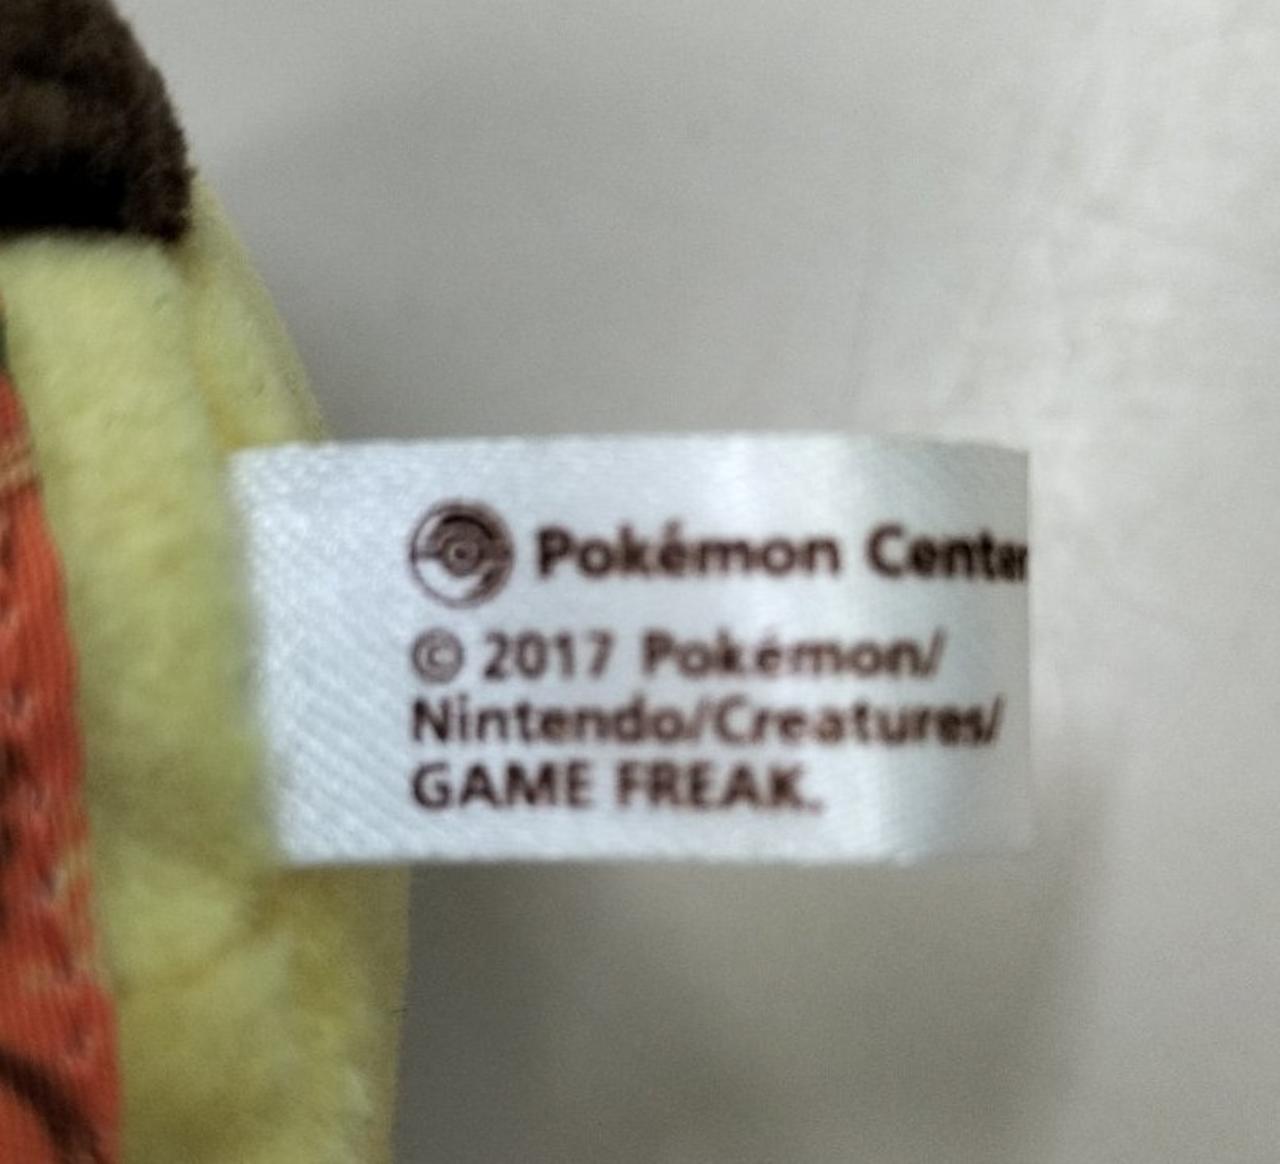 Pokémon Center
© 2017 Pokémon/
Nintendo/Creatures/
GAME FREAK.